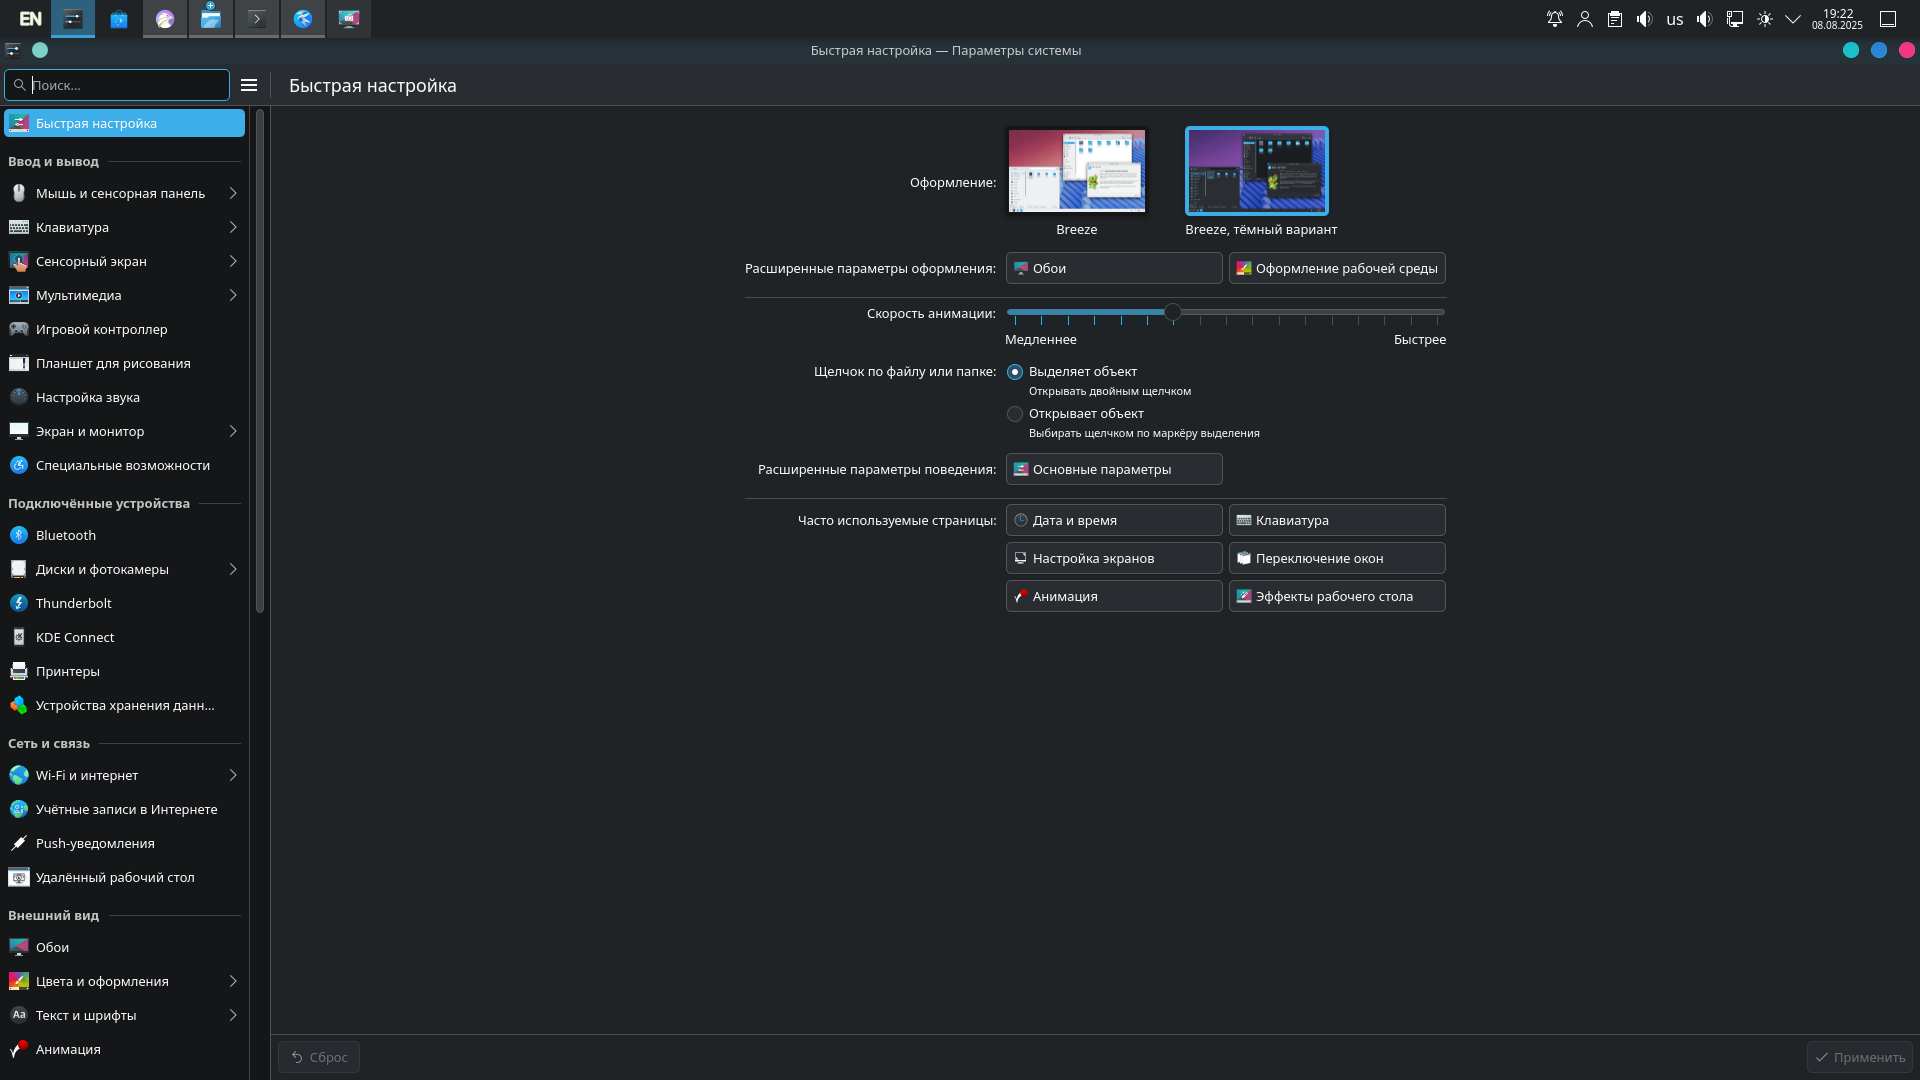 EN
us
19:22
08.08.2025
Быстрая настройка — Параметры системы
Поиск...
Быстрая настройка
Быстрая настройка
Ввод и вывод
Мышь и сенсорная панель
Клавиатура
Сенсорный экран
Мультимедиа
Игровой контроллер
Планшет для рисования
Настройка звука
Экран и монитор
Специальные возможности
Подключённые устройства
Bluetooth
Диски и фотокамеры
Thunderbolt
KDE Connect
Принтеры
Устройства хранения данн...
Сеть и связь
Wi-Fi и интернет
Учётные записи в Интернете
Push-уведомления
Удалённый рабочий стол
Внешний вид
Обои
Цвета и оформления
Aa Текст и шрифты
Анимация
Оформление:
Breeze
Breeze, тёмный вариант
Расширенные параметры оформления:
Обои
Оформление рабочей среды
Скорость анимации:
Медленнее
Быстрее
Щелчок по файлу или папке:
Выделяет объект
Открывать двойным щелчком
Открывает объект
Выбирать щелчком по маркёру выделения
Расширенные параметры поведения:
Основные параметры
Часто используемые страницы:
Дата и время
Клавиатура
Настройка экранов
Переключение окон
Анимация
Эффекты рабочего стола
Сброс
Применить